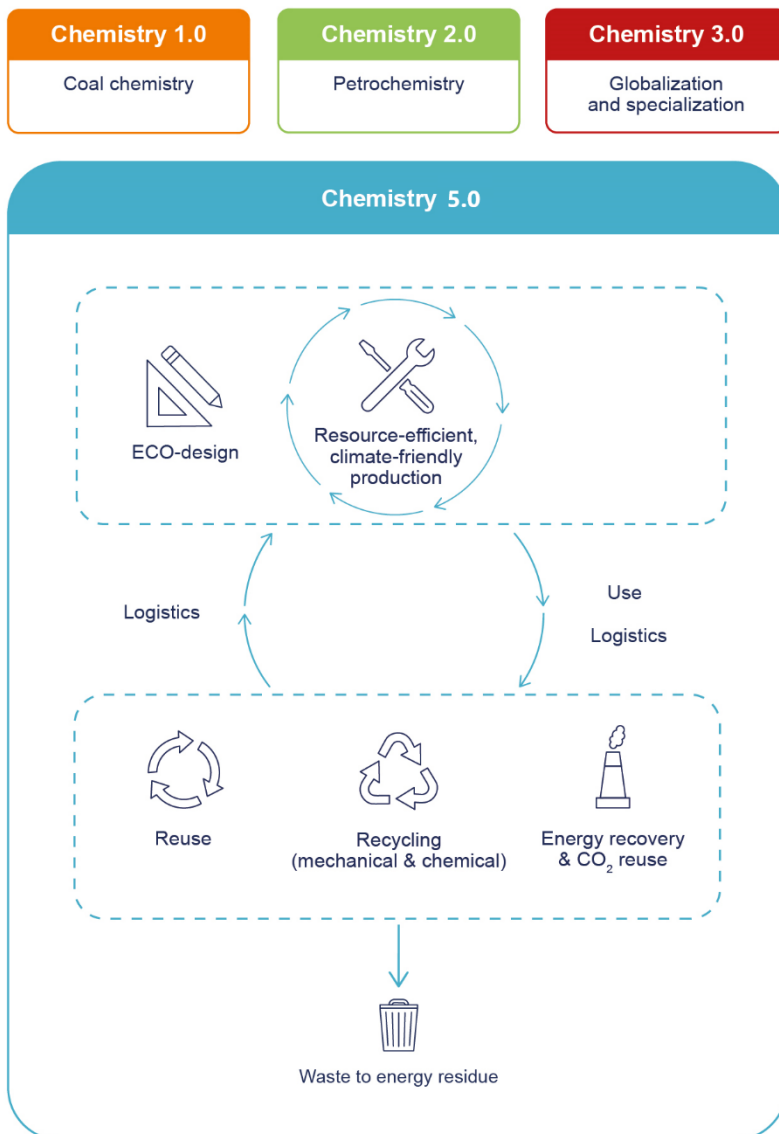 Chemistry 1.0
Coal chemistry
Chemistry 2.0
Petrochemistry
Chemistry 3.0
Globalization
and specialization
Chemistry 5.0
ECO-design
Resource-efficient,
climate-friendly
production
Logistics
Use
Logistics
Reuse
Recycling
(mechanical & chemical)
Energy recovery
& CO₂ reuse
Waste to energy residue